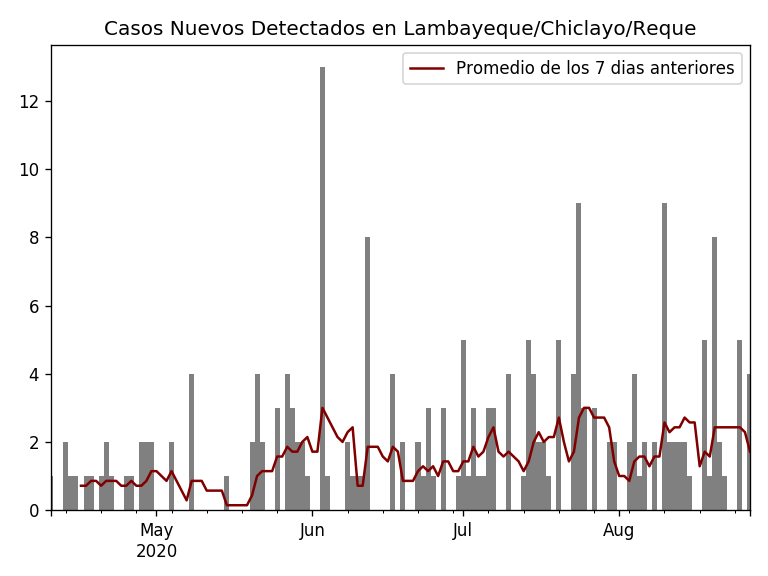 Casos Nuevos Detectados en Lambayeque/Chiclayo/Reque
Promedio de los 7 dias anteriores
12
10
8
6
4
2
0
May Jun Jul Aug
2020